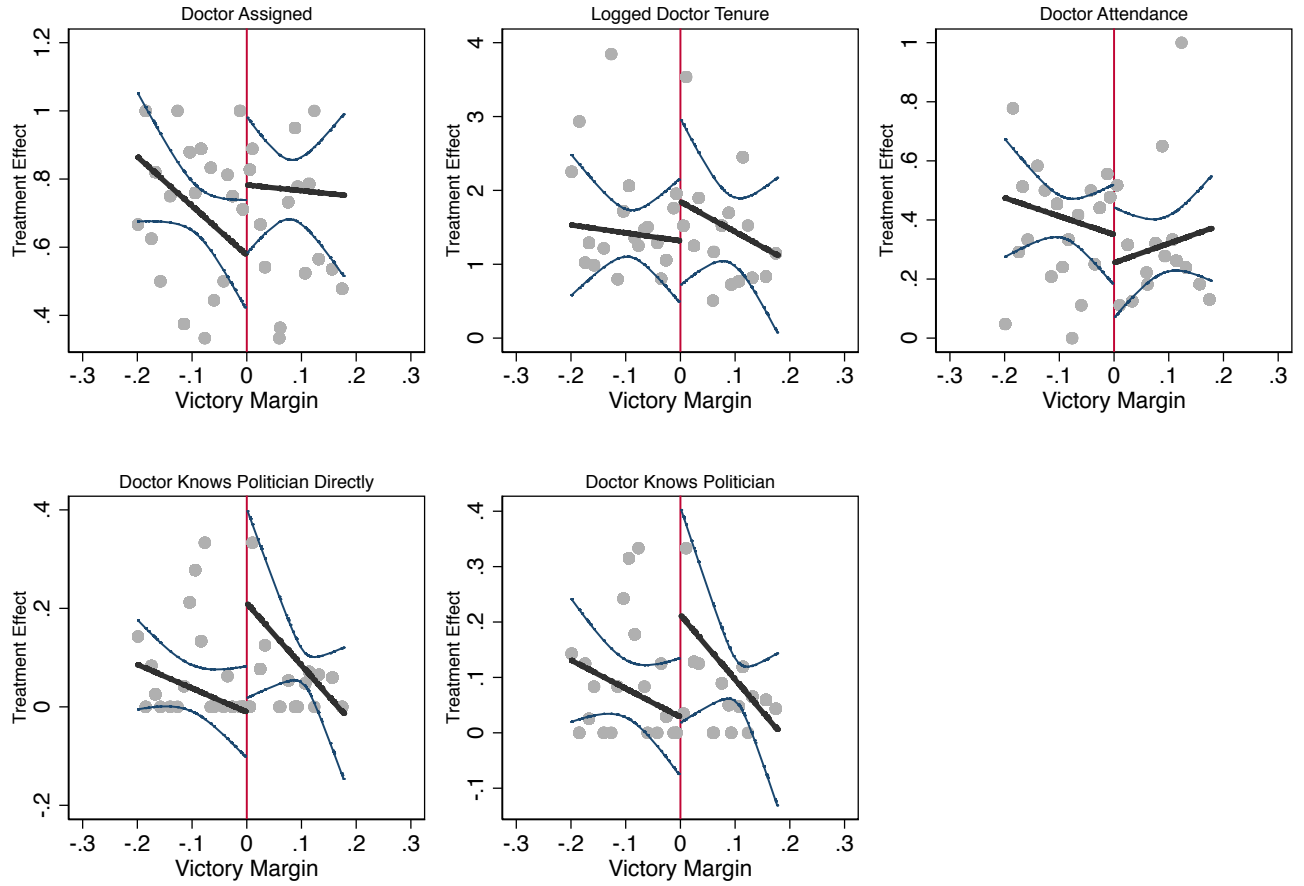 Doctor Assigned
Treatment Effect
1.2
1
.8
.6
.4
-.3 -.2 -.1 0 .1 .2 .3
Victory Margin
Logged Doctor Tenure
Treatment Effect
4
3
2
1
0
-.3 -.2 -.1 0 .1 .2 .3
Victory Margin
Doctor Attendance
Treatment Effect
1
.8
.6
.4
.2
0
-.3 -.2 -.1 0 .1 .2 .3
Victory Margin
Doctor Knows Politician Directly
Treatment Effect
.4
.2
0
-.2
-.3 -.2 -.1 0 .1 .2 .3
Victory Margin
Doctor Knows Politician
Treatment Effect
.4
.3
.2
.1
0
-.1
-.3 -.2 -.1 0 .1 .2 .3
Victory Margin